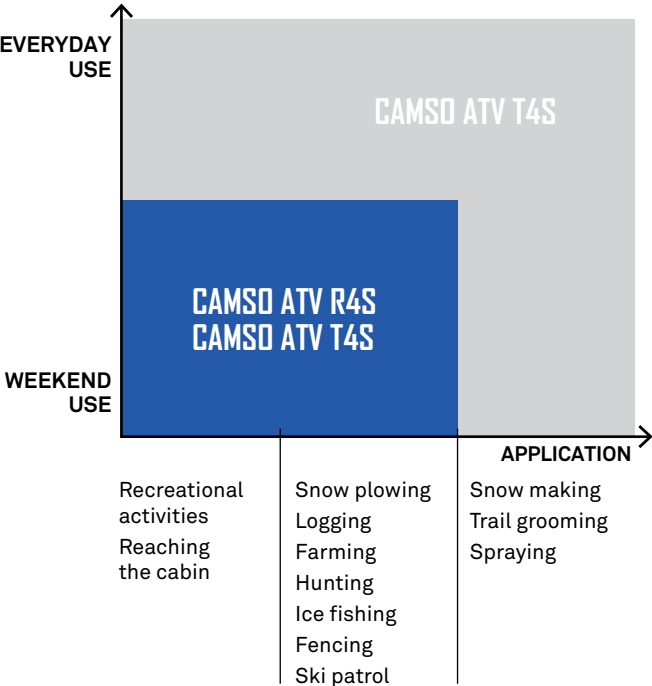 EVERYDAY
USE
CAMSO ATV T4S
CAMSO ATV R4S
CAMSO ATV T4S
WEEKEND
USE
APPLICATION
Recreational
activities
Reaching
the cabin
Snow plowing
Logging
Farming
Hunting
Ice fishing
Fencing
Ski patrol
Snow making
Trail grooming
Spraying